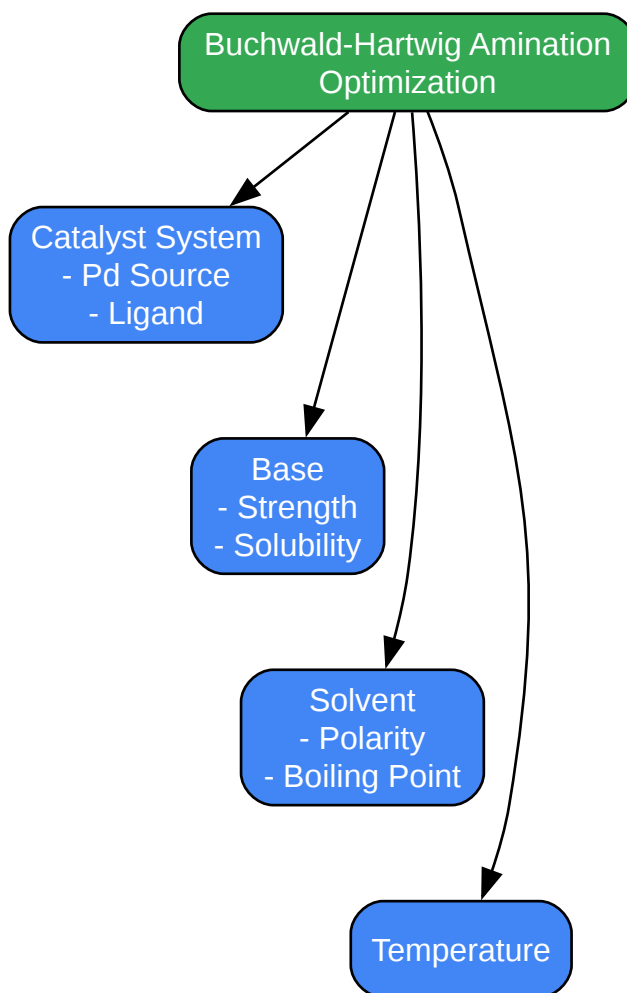 Buchwald-Hartwig Amination
Optimization
Catalyst System
- Pd Source
- Ligand
Base
- Strength
- Solubility
Solvent
- Polarity
- Boiling Point
Temperature